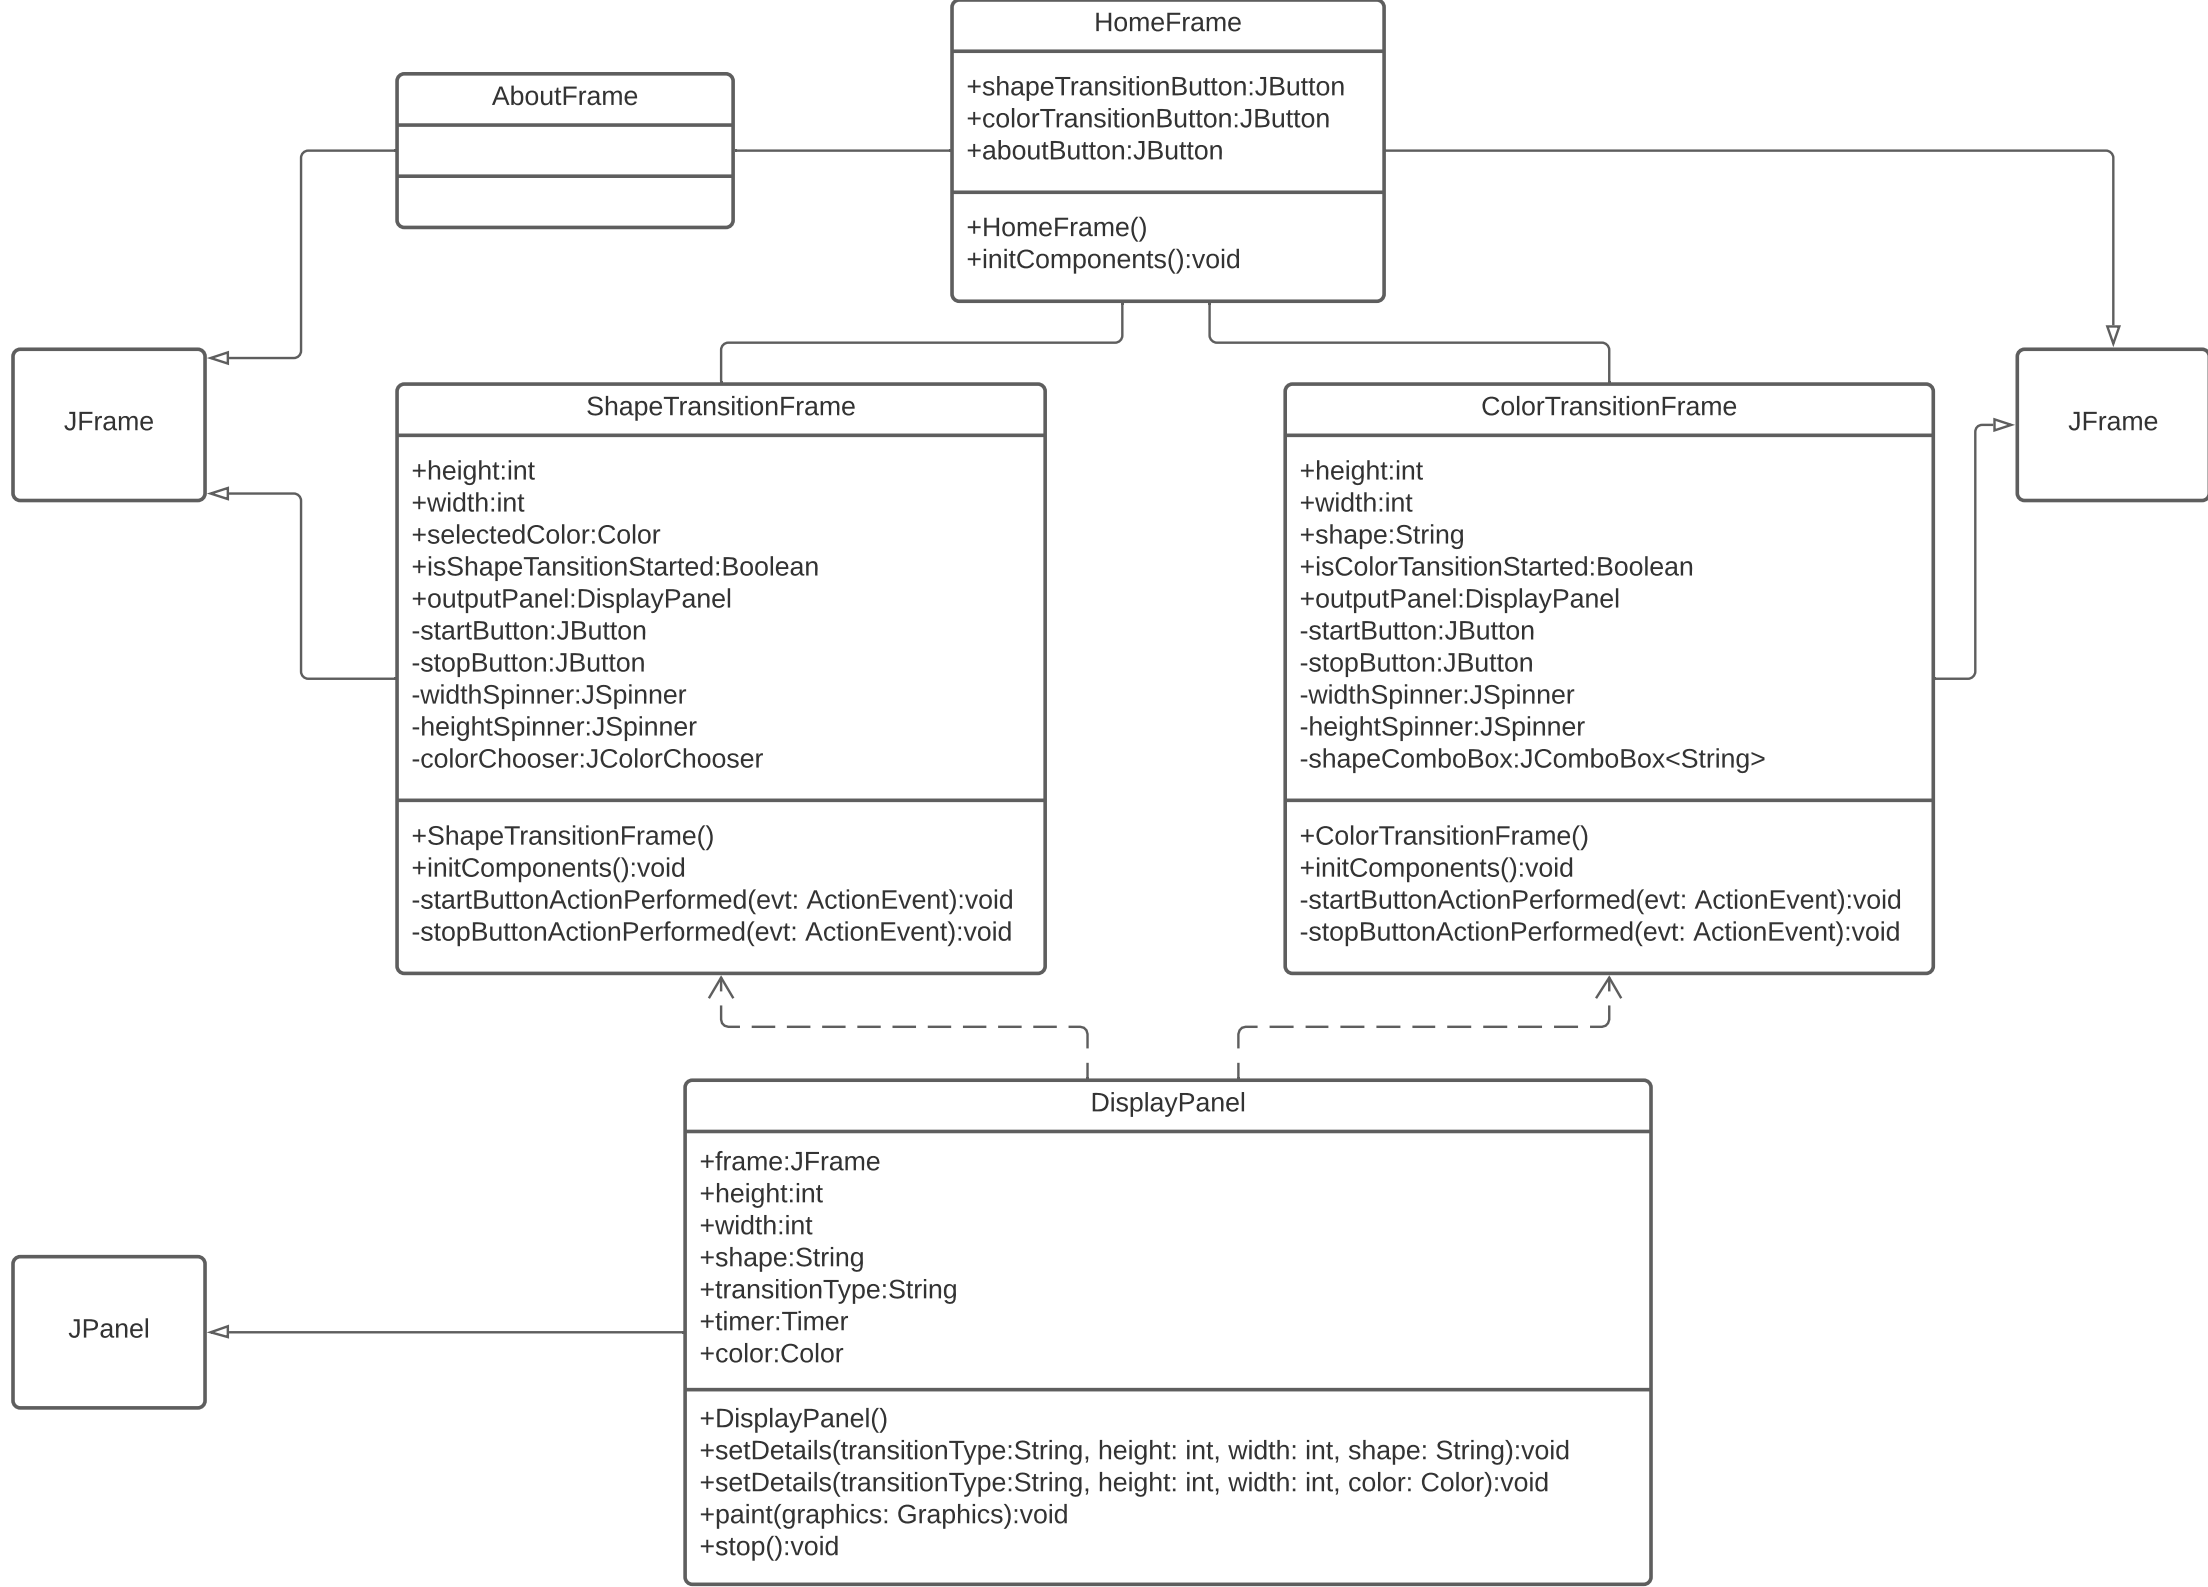 HomeFrame
+shapeTransitionButton:JButton
+colorTransitionButton:JButton
+aboutButton:JButton
+HomeFrame()
+initComponents():void
AboutFrame
JFrame
ShapeTransitionFrame
+height:int
+width:int
+selectedColor:Color
+isShapeTansitionStarted:Boolean
+outputPanel:DisplayPanel
-startButton:JButton
-stopButton:JButton
-widthSpinner:JSpinner
-heightSpinner:JSpinner
-colorChooser:JColorChooser
+ShapeTransitionFrame()
+initComponents():void
-startButtonActionPerformed(evt: ActionEvent):void
-stopButtonActionPerformed(evt: ActionEvent):void
ColorTransitionFrame
+height:int
+width:int
+shape:String
+isColorTansitionStarted:Boolean
+outputPanel:DisplayPanel
-startButton:JButton
-stopButton:JButton
-widthSpinner:JSpinner
-heightSpinner:JSpinner
-shapeComboBox:JComboBox<String>
+ColorTransitionFrame()
+initComponents():void
-startButtonActionPerformed(evt: ActionEvent):void
-stopButtonActionPerformed(evt: ActionEvent):void
JFrame
DisplayPanel
+frame:JFrame
+height:int
+width:int
+shape:String
+transitionType:String
+timer:Timer
+color:Color
+DisplayPanel()
+setDetails(transitionType:String, height: int, width: int, shape: String):void
+setDetails(transitionType:String, height: int, width: int, color: Color):void
+paint(graphics: Graphics):void
+stop():void
JPanel